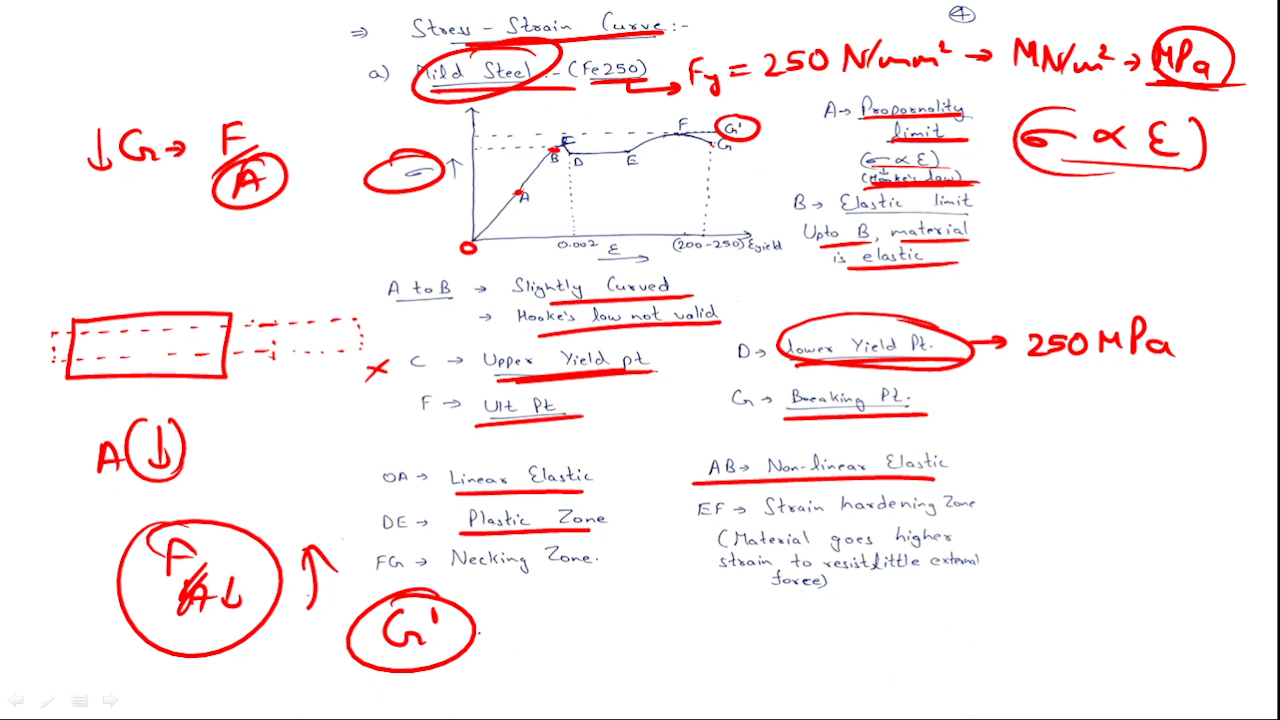 ④
⇒ Stress - Strain Curve :-
a) Mild Steel :- (Fe250) → Fy = 250 N/mm² → MN/m² → MPa
↓ G → F/A
σ ↑
A B C D E F G' G
O 0.002 ε (200-250) εyield
A → Propornality
limit
σ ∝ ε
(σ ∝ ε)
(Hooke's law)
B → Elastic limit
Upto B, material
is elastic
A to B → Slightly Curved
→ Hooke's low not valid
x C → Upper Yield pt
D → lower Yield Pt. → 250 MPa
F → Ult Pt
G → Breaking Pt.
A ↓
OA → Linear Elastic
AB → Non-linear Elastic
DE → Plastic Zone
EF → Strain hardening Zone
(Material goes higher
strain to resist little external
force)
FG → Necking Zone.
F
A ↓ ↑
G'